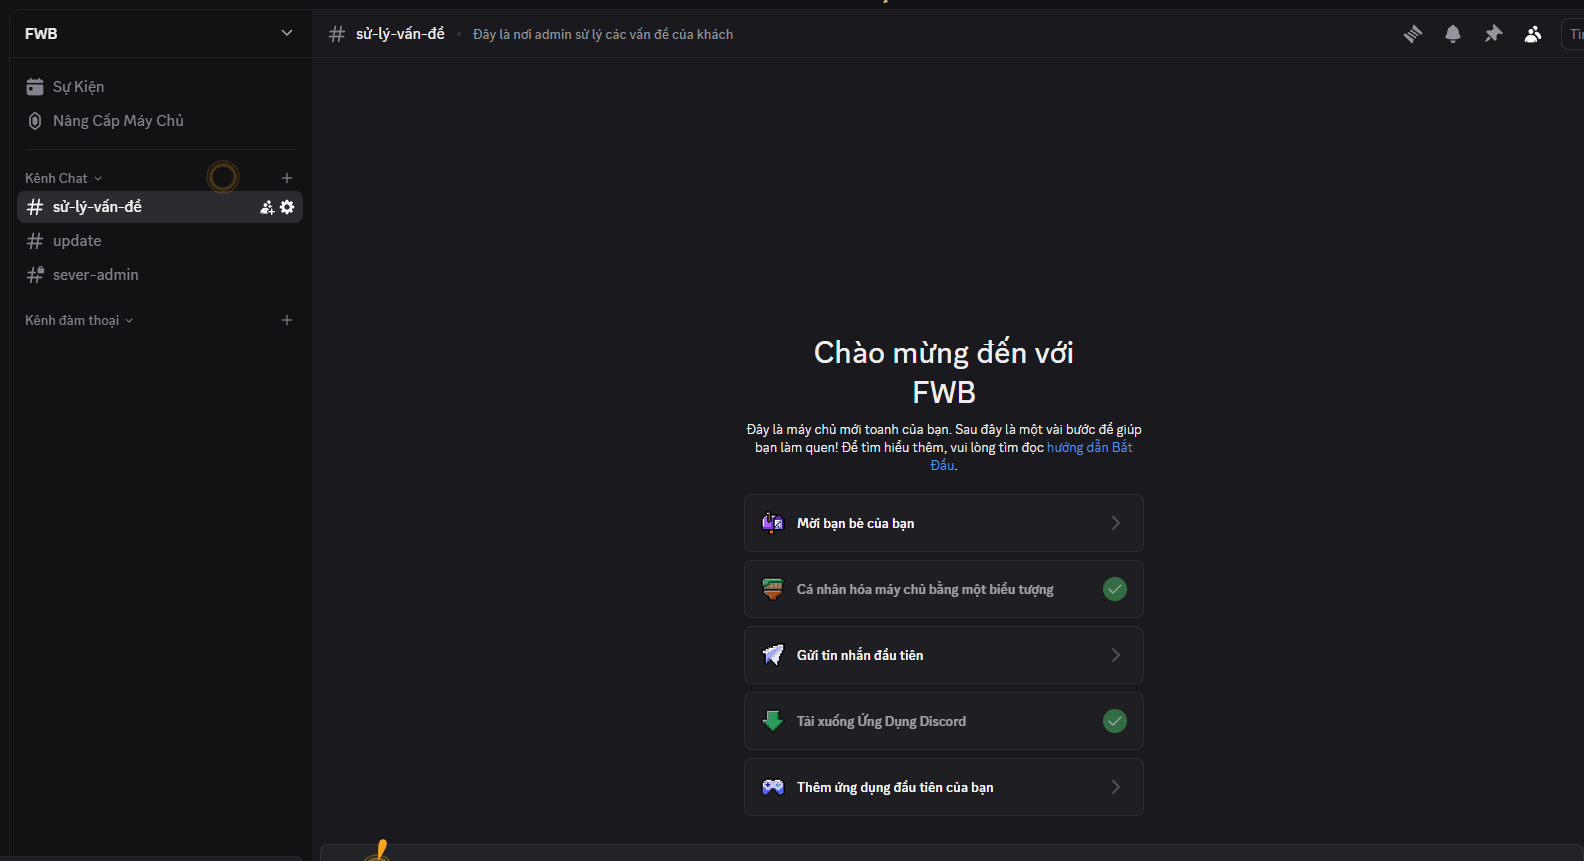 FWB
Sự Kiện
Nâng Cấp Máy Chủ
Kênh Chat
sử-lý-vấn-đề
update
sever-admin
Kênh đàm thoại
sử-lý-vấn-đề • Đây là nơi admin sử lý các vấn đề của khách
Chào mừng đến với
FWB
Đây là máy chủ mới toanh của bạn. Sau đây là một vài bước để giúp
bạn làm quen! Để tìm hiểu thêm, vui lòng tìm đọc hướng dẫn Bắt
Đầu.
Mời bạn bè của bạn
Cá nhân hóa máy chủ bằng một biểu tượng
Gửi tin nhắn đầu tiên
Tải xuống Ứng Dụng Discord
Thêm ứng dụng đầu tiên của bạn